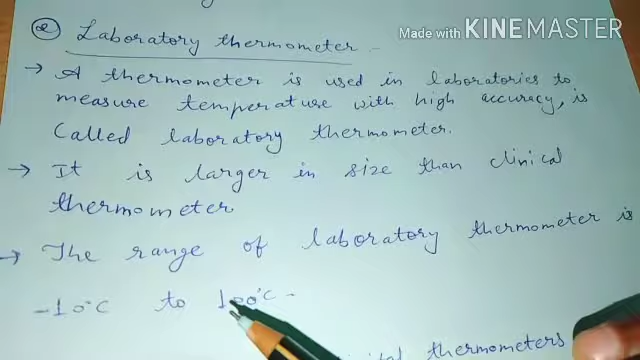 Made with KINEMASTER
② Laboratory thermometer -
→ A thermometer is used in laboratories to
measure temperature with high accuracy, is
called laboratory thermometer.
→ It is larger in size than clinical
thermometer
→ The range of laboratory thermometer is
-10°C to 100°C -
thermometers